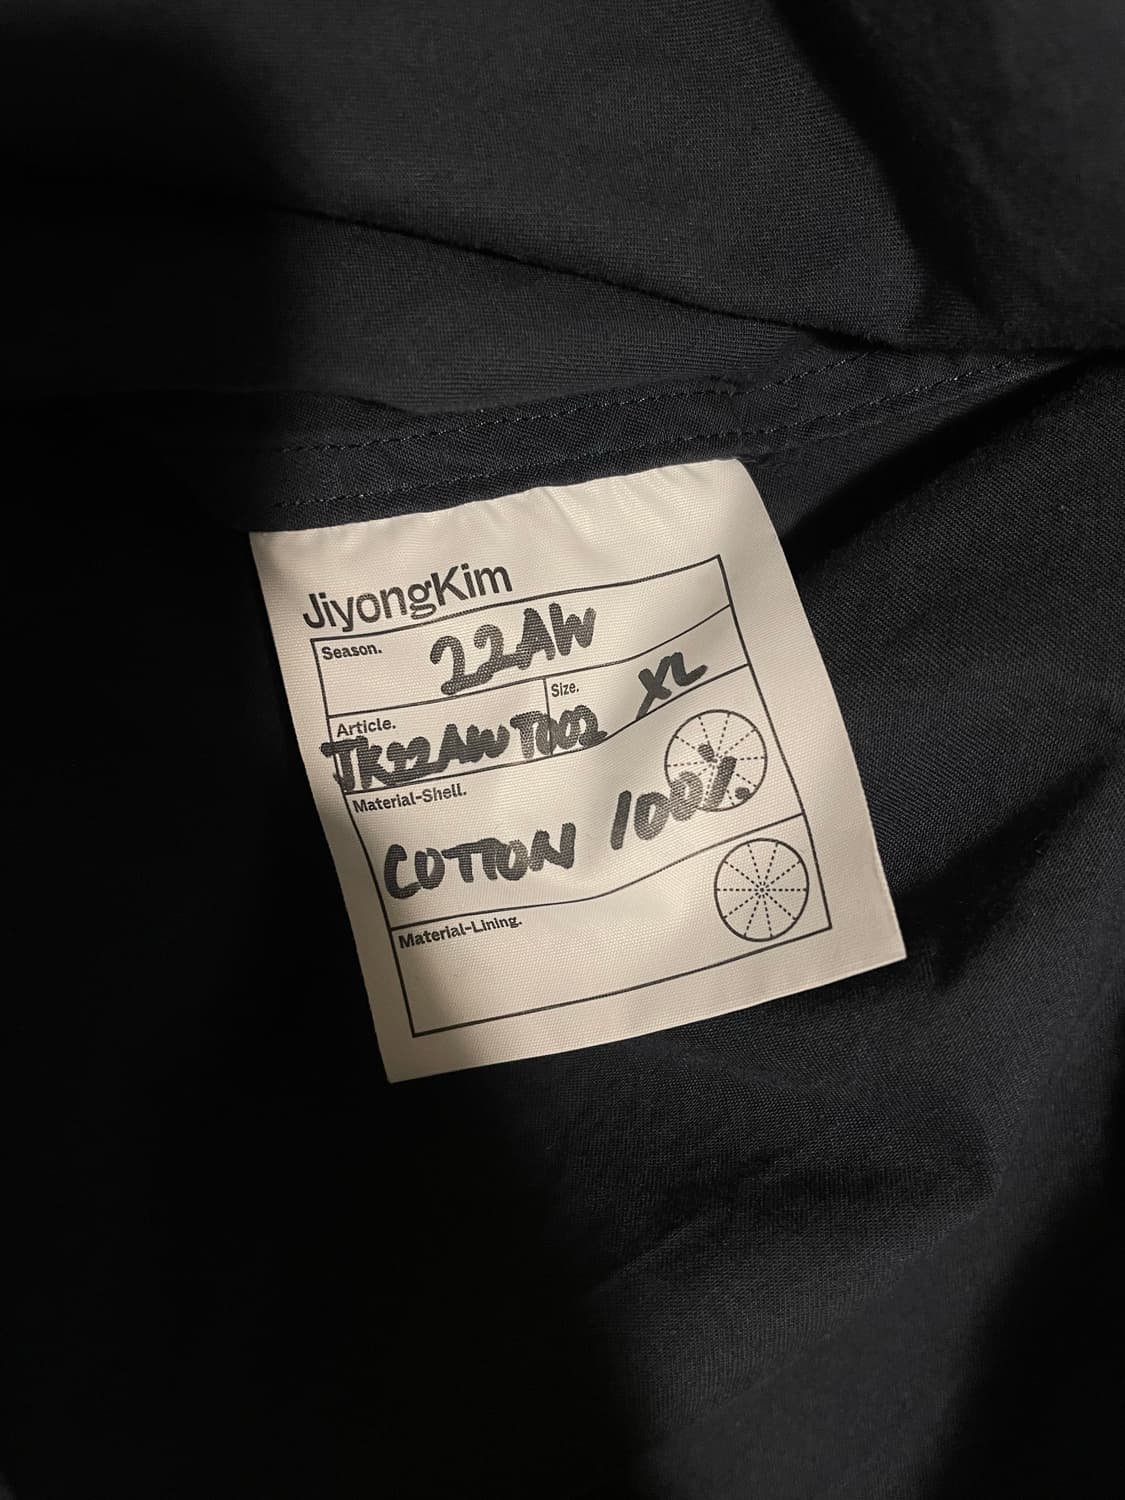 JiyongKim
Season. 22AW
Article. Size. XL
JK22AWT002
Material-Shell.
COTTON 100%
Material-Lining.